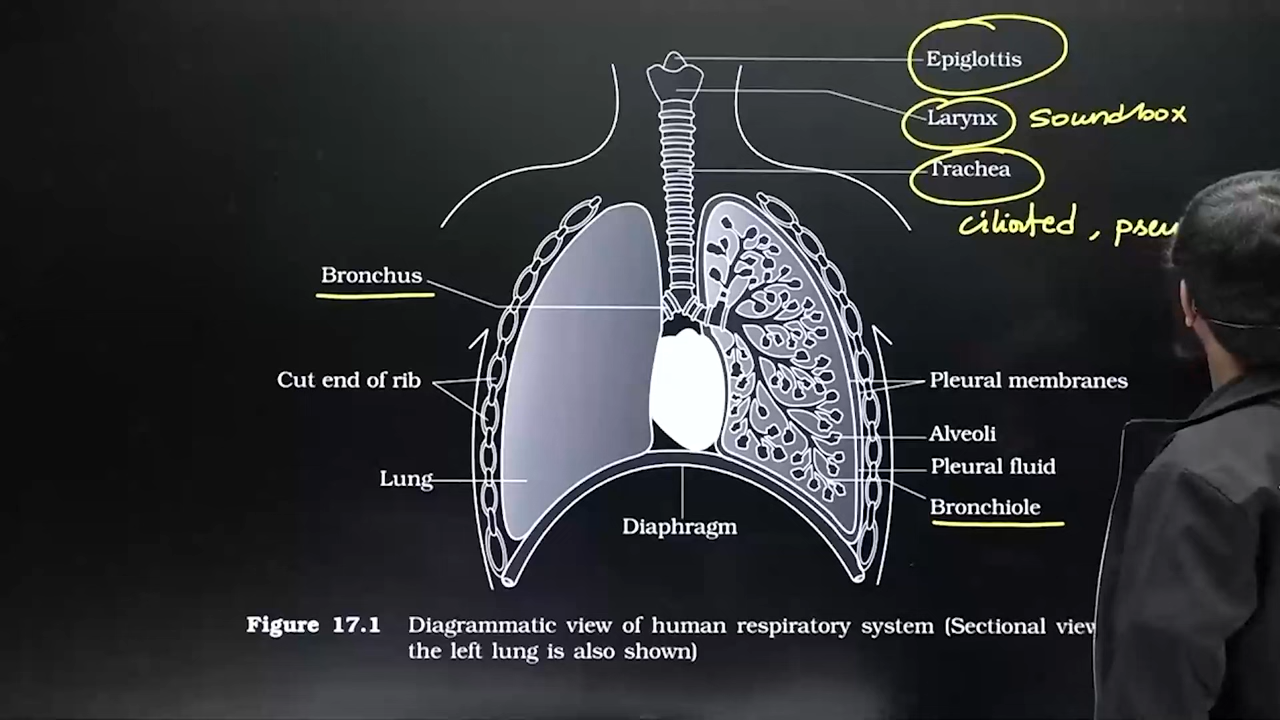 Epiglottis
Larynx Soundbox
Trachea
ciliated ,
Bronchus
Cut end of rib
Pleural membranes
Alveoli
Pleural fluid
Lung
Bronchiole
Diaphragm
Figure 17.1 Diagrammatic view of human respiratory system (Sectional view
the left lung is also shown)